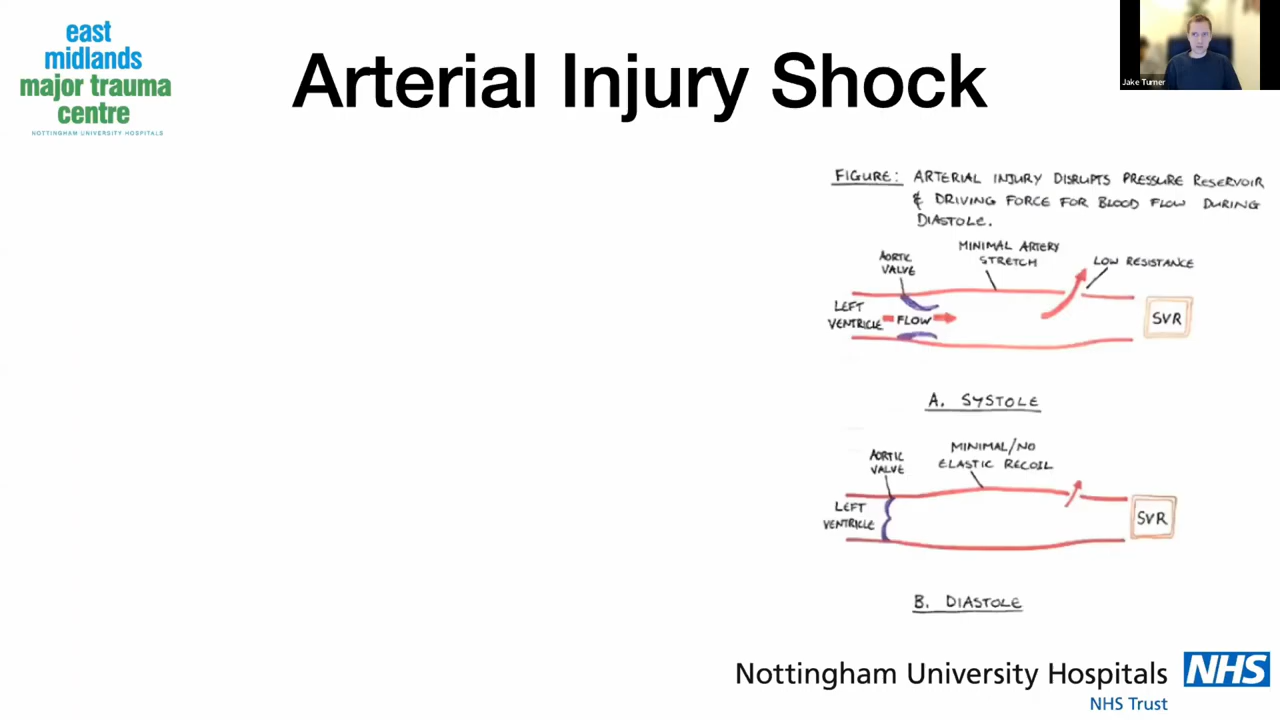 east
midlands
major trauma
centre
NOTTINGHAM UNIVERSITY HOSPITALS
Arterial Injury Shock
Jake Turner
FIGURE: ARTERIAL INJURY DISRUPTS PRESSURE RESERVOIR
& DRIVING FORCE FOR BLOOD FLOW DURING
DIASTOLE.
MINIMAL ARTERY
STRETCH
AORTIC
VALVE
LOW RESISTANCE
LEFT
VENTRICLE
FLOW
SVR
A. SYSTOLE
MINIMAL/NO
ELASTIC RECOIL
AORTIC
VALVE
LEFT
VENTRICLE
SVR
B. DIASTOLE
Nottingham University Hospitals
NHS
NHS Trust